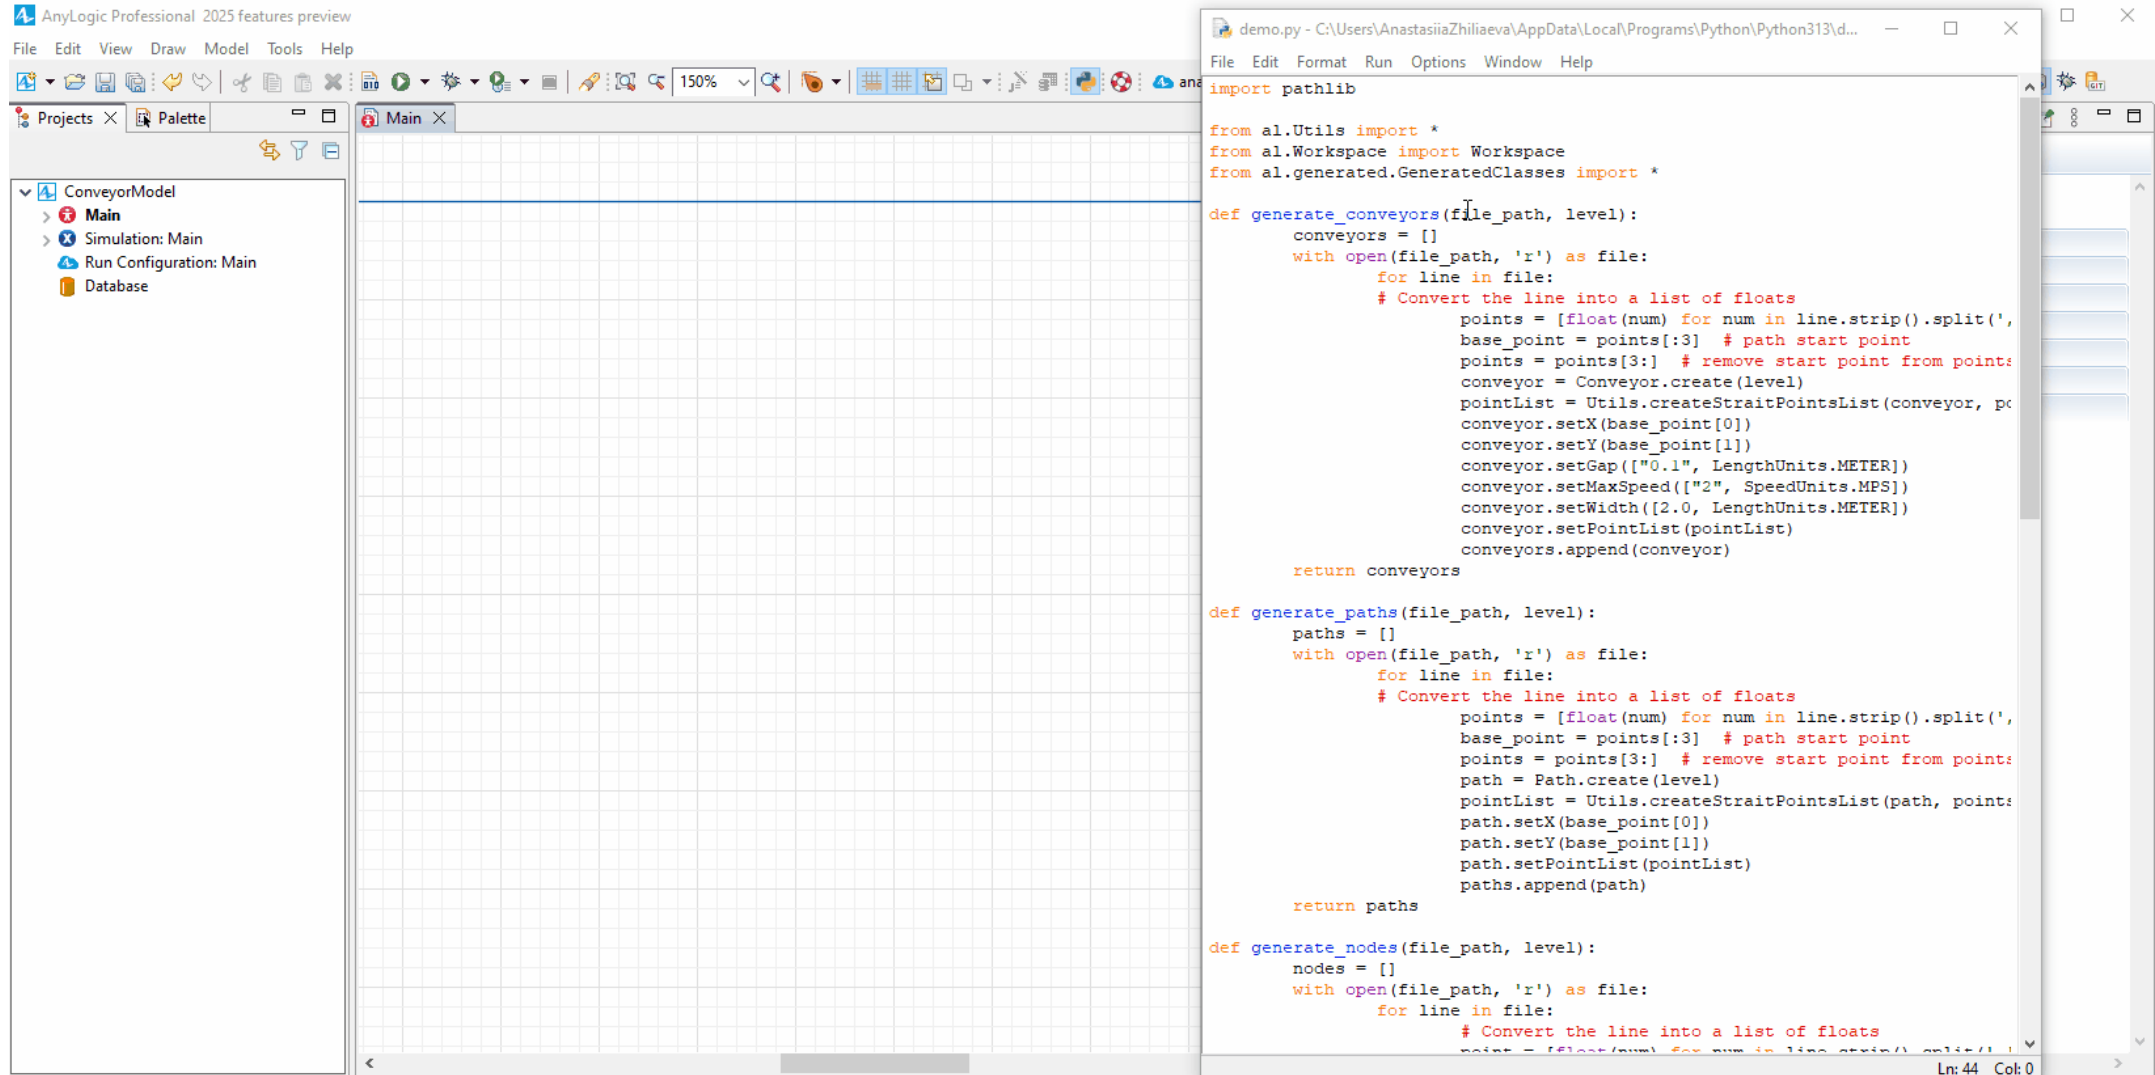 AnyLogic Professional 2025 features preview
File Edit View Draw Model Tools Help
150%
Projects
Palette
Main
ConveyorModel
Main
Simulation: Main
Run Configuration: Main
Database
demo.py - C:\Users\AnastasiiaZhiliaeva\AppData\Local\Programs\Python\Python313\d...
File Edit Format Run Options Window Help
import pathlib
from al.Utils import *
from al.Workspace import Workspace
from al.generated.GeneratedClasses import *
def generate_conveyors(file_path, level):
conveyors = []
with open(file_path, 'r') as file:
for line in file:
# Convert the line into a list of floats
points = [float(num) for num in line.strip().split(',
base_point = points[:3] # path start point
points = points[3:] # remove start point from points
conveyor = Conveyor.create(level)
pointList = Utils.createStraitPointsList(conveyor, po
conveyor.setX(base_point[0])
conveyor.setY(base_point[1])
conveyor.setGap(["0.1", LengthUnits.METER])
conveyor.setMaxSpeed(["2", SpeedUnits.MPS])
conveyor.setWidth([2.0, LengthUnits.METER])
conveyor.setPointList(pointList)
conveyors.append(conveyor)
return conveyors
def generate_paths(file_path, level):
paths = []
with open(file_path, 'r') as file:
for line in file:
# Convert the line into a list of floats
points = [float(num) for num in line.strip().split(',
base_point = points[:3] # path start point
points = points[3:] # remove start point from points
path = Path.create(level)
pointList = Utils.createStraitPointsList(path, points
path.setX(base_point[0])
path.setY(base_point[1])
path.setPointList(pointList)
paths.append(path)
return paths
def generate_nodes(file_path, level):
nodes = []
with open(file_path, 'r') as file:
for line in file:
# Convert the line into a list of floats
point = [float(num) for num in line.strip().split(','
Ln: 44 Col: 0